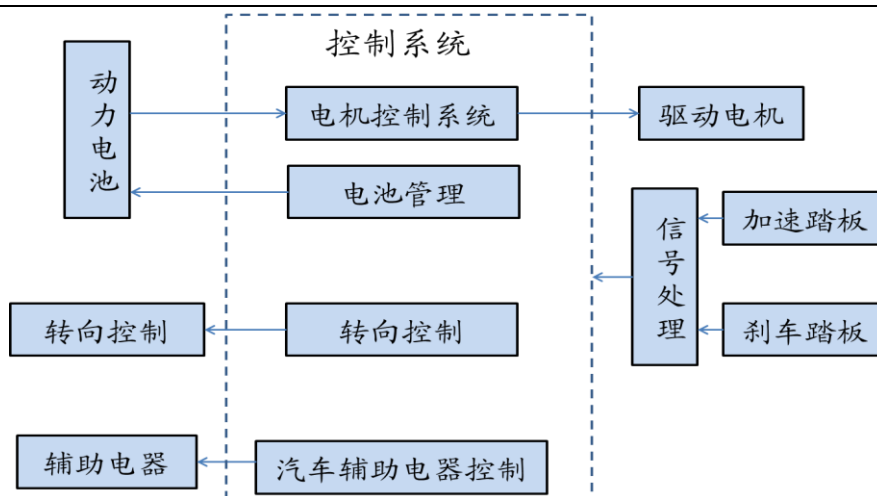 控制系统
动力电池
电机控制系统
驱动电机
电池管理
信号处理
加速踏板
转向控制
转向控制
刹车踏板
辅助电器
汽车辅助电器控制